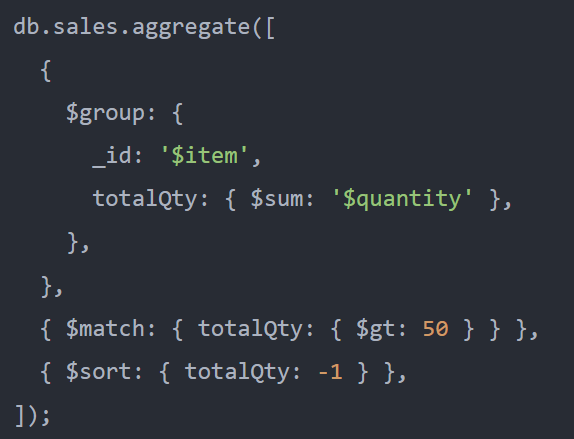 db.sales.aggregate([
  {
    $group: {
      _id: '$item',
      totalQty: { $sum: '$quantity' },
    },
  },
  { $match: { totalQty: { $gt: 50 } } },
  { $sort: { totalQty: -1 } },
]);